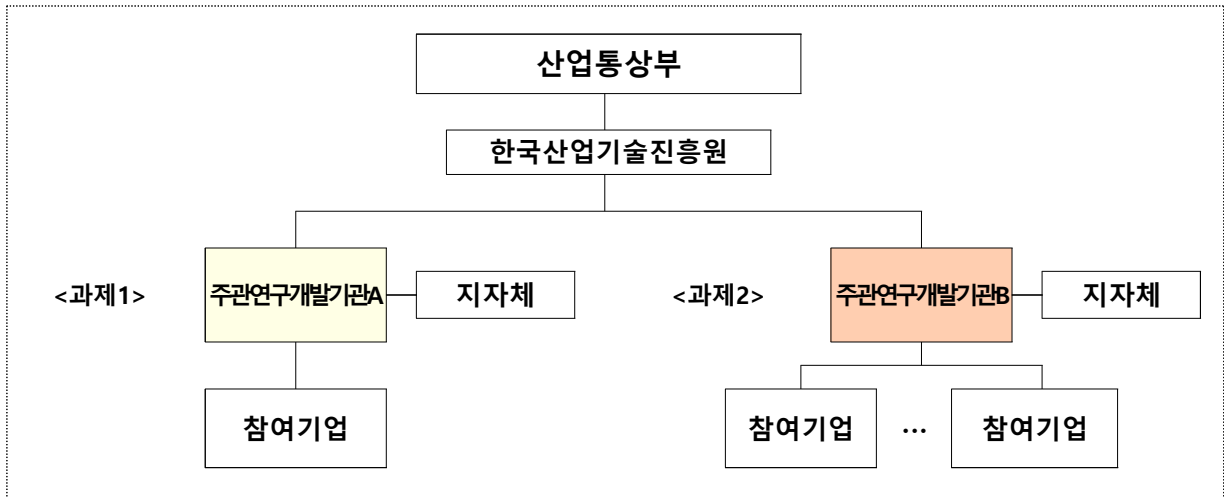 산업통상부
한국산업기술진흥원
<과제1>
주관연구개발기관A
지자체
<과제2>
주관연구개발기관B
지자체
참여기업
참여기업
…
참여기업